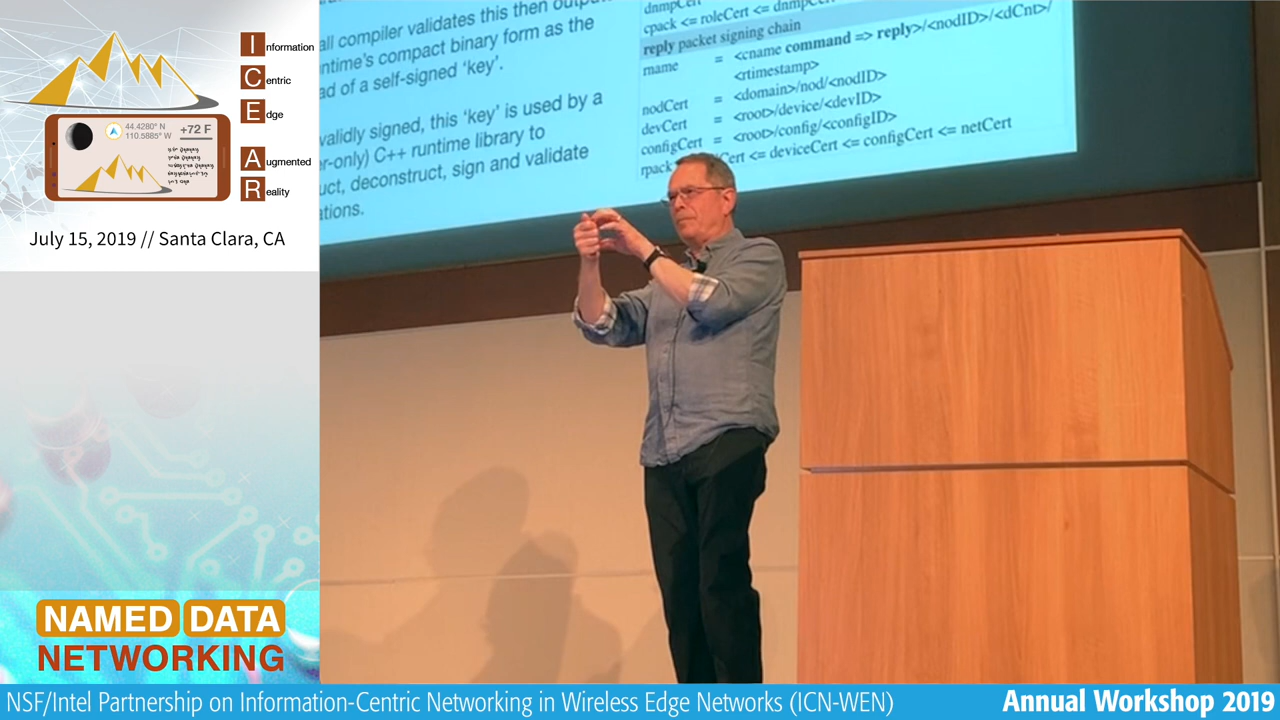 Information
Centric
Edge
Augmented
Reality
44.4280° N
110.5885° W
+72 F
July 15, 2019 // Santa Clara, CA
NAMED DATA
NETWORKING
all compiler validates this then
ntime's compact binary form as the
ad of a self-signed 'key'.
validly signed, this 'key' is used by a
r-only) C++ runtime library to
uct, deconstruct, sign and validate
ations.
dnmpCert
cpack <= roleCert <=
reply packet signing chain
rname = <cname command => reply>/<nodID>/<dCnt>/
<rtimestamp>
nodCert = <domain>/nod/<nodID>
devCert = <root>/device/<devID>
configCert = <root>/config/<configID>
rpack Cert <= deviceCert <= configCert <= netCert
NSF/Intel Partnership on Information-Centric Networking in Wireless Edge Networks (ICN-WEN)
Annual Workshop 2019